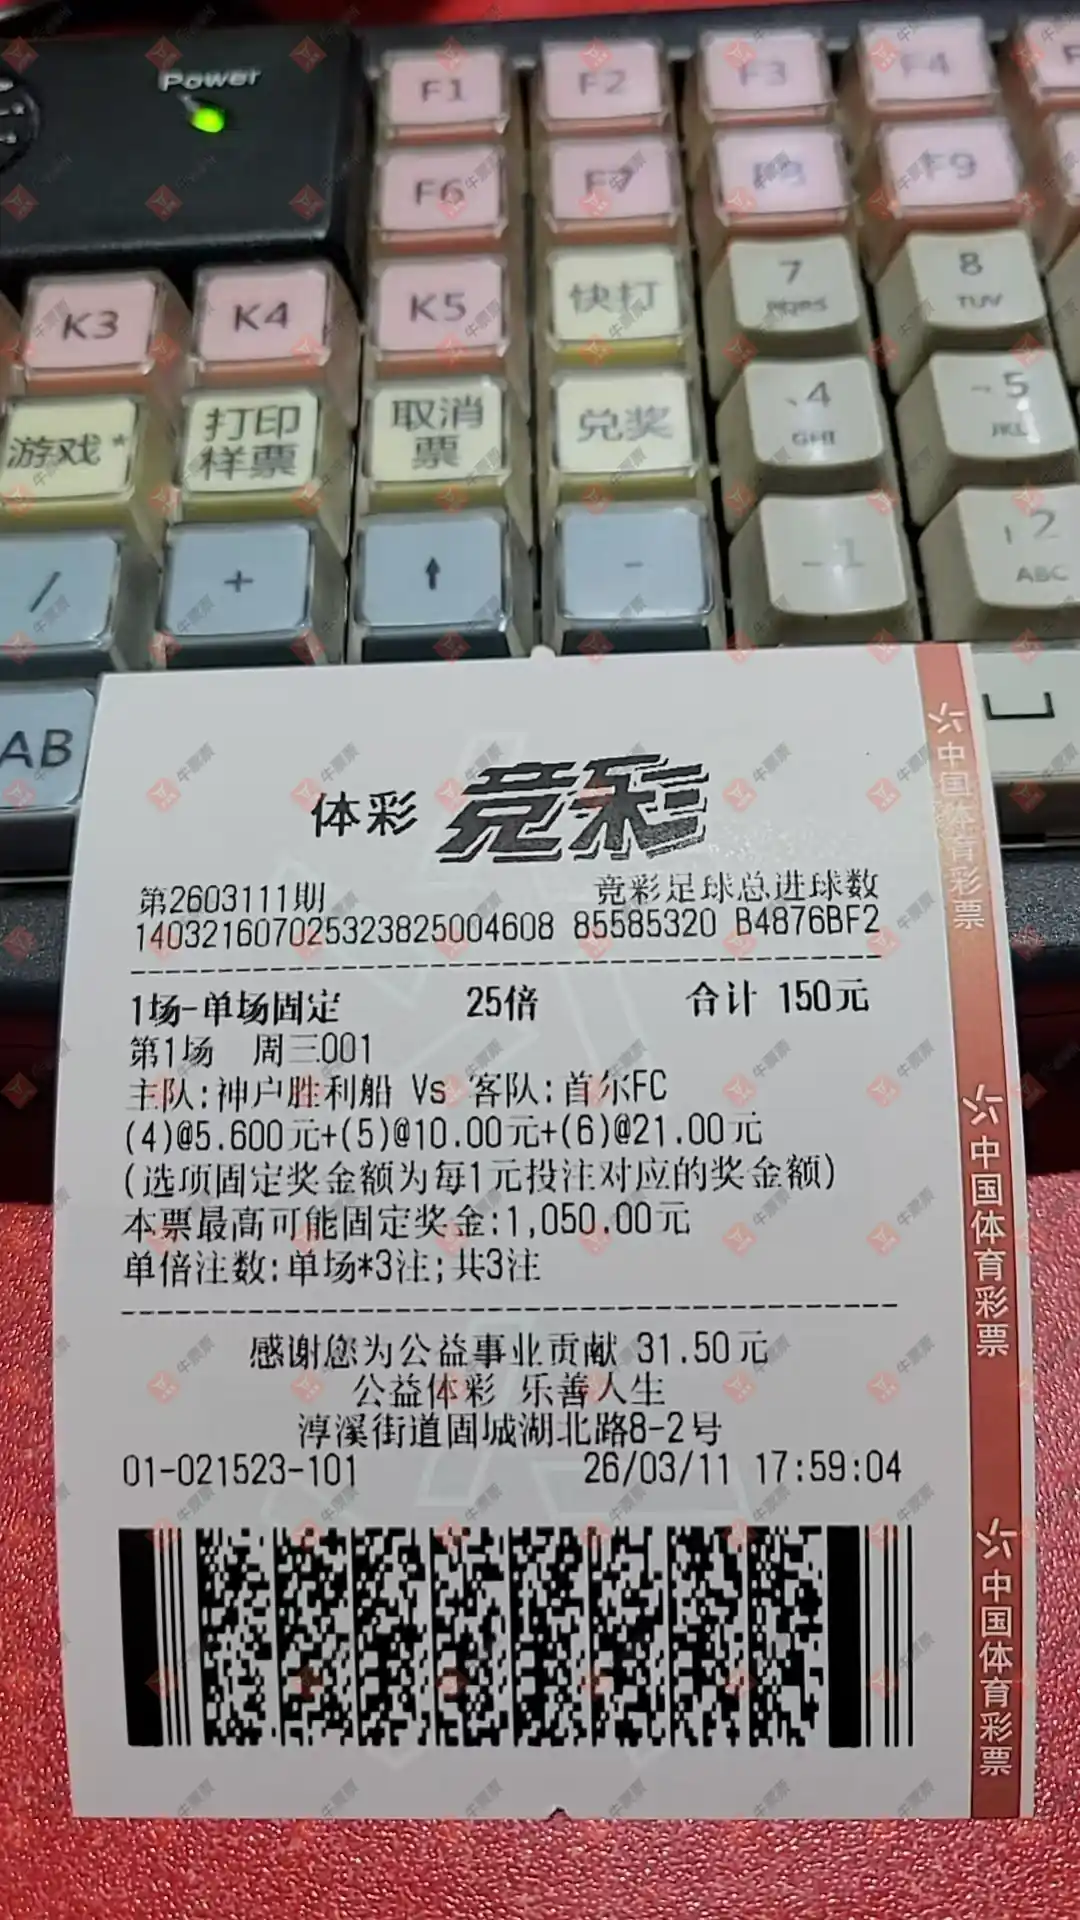 Power
F1 F2 F3 F4
F6 F7 F8 F9
K3 K4 K5 快打 7 PQRS 8 TUV
游戏* 打印样票 取消票 兑奖 4 GHI 5 JKL
/ + ↑ - 1 2 ABC
AB
体彩 竞彩
第2603111期 竞彩足球总进球数
140321607025323825004608 85585320 B4876BF2
1场-单场固定 25倍 合计 150元
第1场 周三001
主队:神户胜利船 Vs 客队:首尔FC
(4)@5.600元+(5)@10.00元+(6)@21.00元
(选项固定奖金额为每1元投注对应的奖金额)
本票最高可能固定奖金:1,050.00元
单倍注数:单场*3注;共3注
感谢您为公益事业贡献 31.50元
公益体彩 乐善人生
淳溪街道固城湖北路8-2号
01-021523-101 26/03/11 17:59:04
中国体育彩票
中国体育彩票
中国体育彩票
牛票票